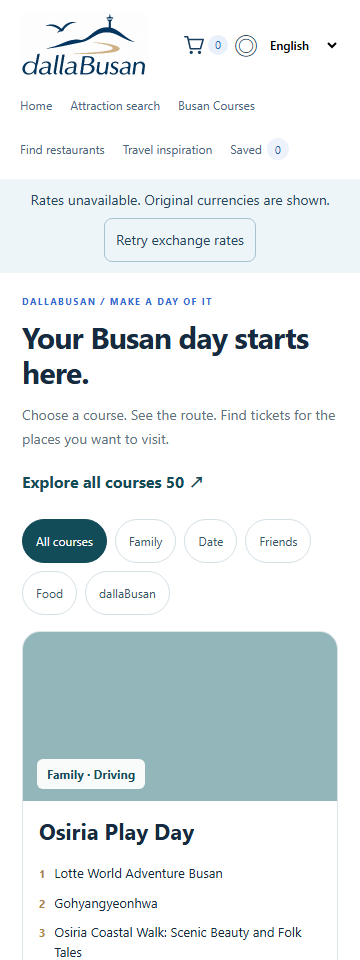 dallaBusan
0
English
Home Attraction search Busan Courses
Find restaurants Travel inspiration Saved 0
Rates unavailable. Original currencies are shown.
Retry exchange rates
DALLABUSAN / MAKE A DAY OF IT
Your Busan day starts
here.
Choose a course. See the route. Find tickets for the
places you want to visit.
Explore all courses 50 ↗
All courses Family Date Friends
Food dallaBusan
Family · Driving
Osiria Play Day
1 Lotte World Adventure Busan
2 Gohyangyeonhwa
3 Osiria Coastal Walk: Scenic Beauty and Folk
Tales